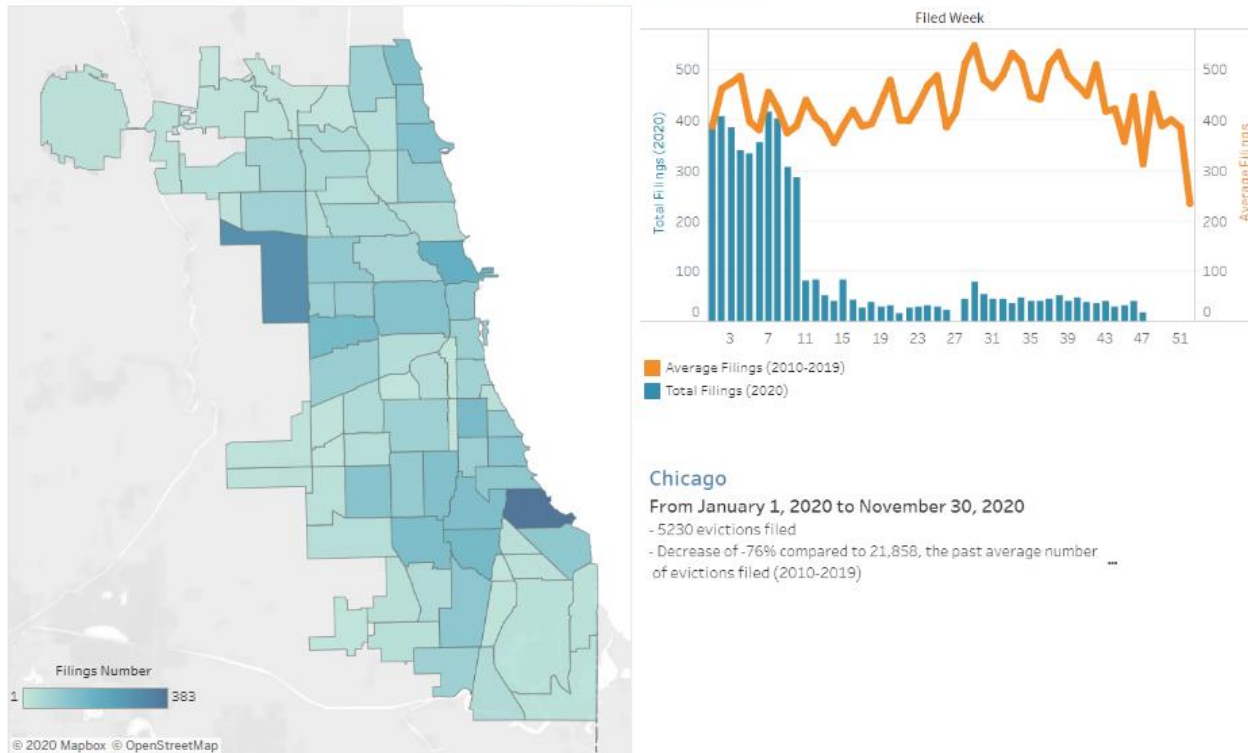 Filed Week
500
400
300
200
100
0
Total Filings (2020)
500
400
300
200
100
0
Average Filings
3 7 11 15 19 23 27 31 35 39 43 47 51
Average Filings (2010-2019)
Total Filings (2020)
Chicago
From January 1, 2020 to November 30, 2020
- 5230 evictions filed
- Decrease of -76% compared to 21,858, the past average number
of evictions filed (2010-2019)
...
Filings Number
1 383
© 2020 Mapbox © OpenStreetMap